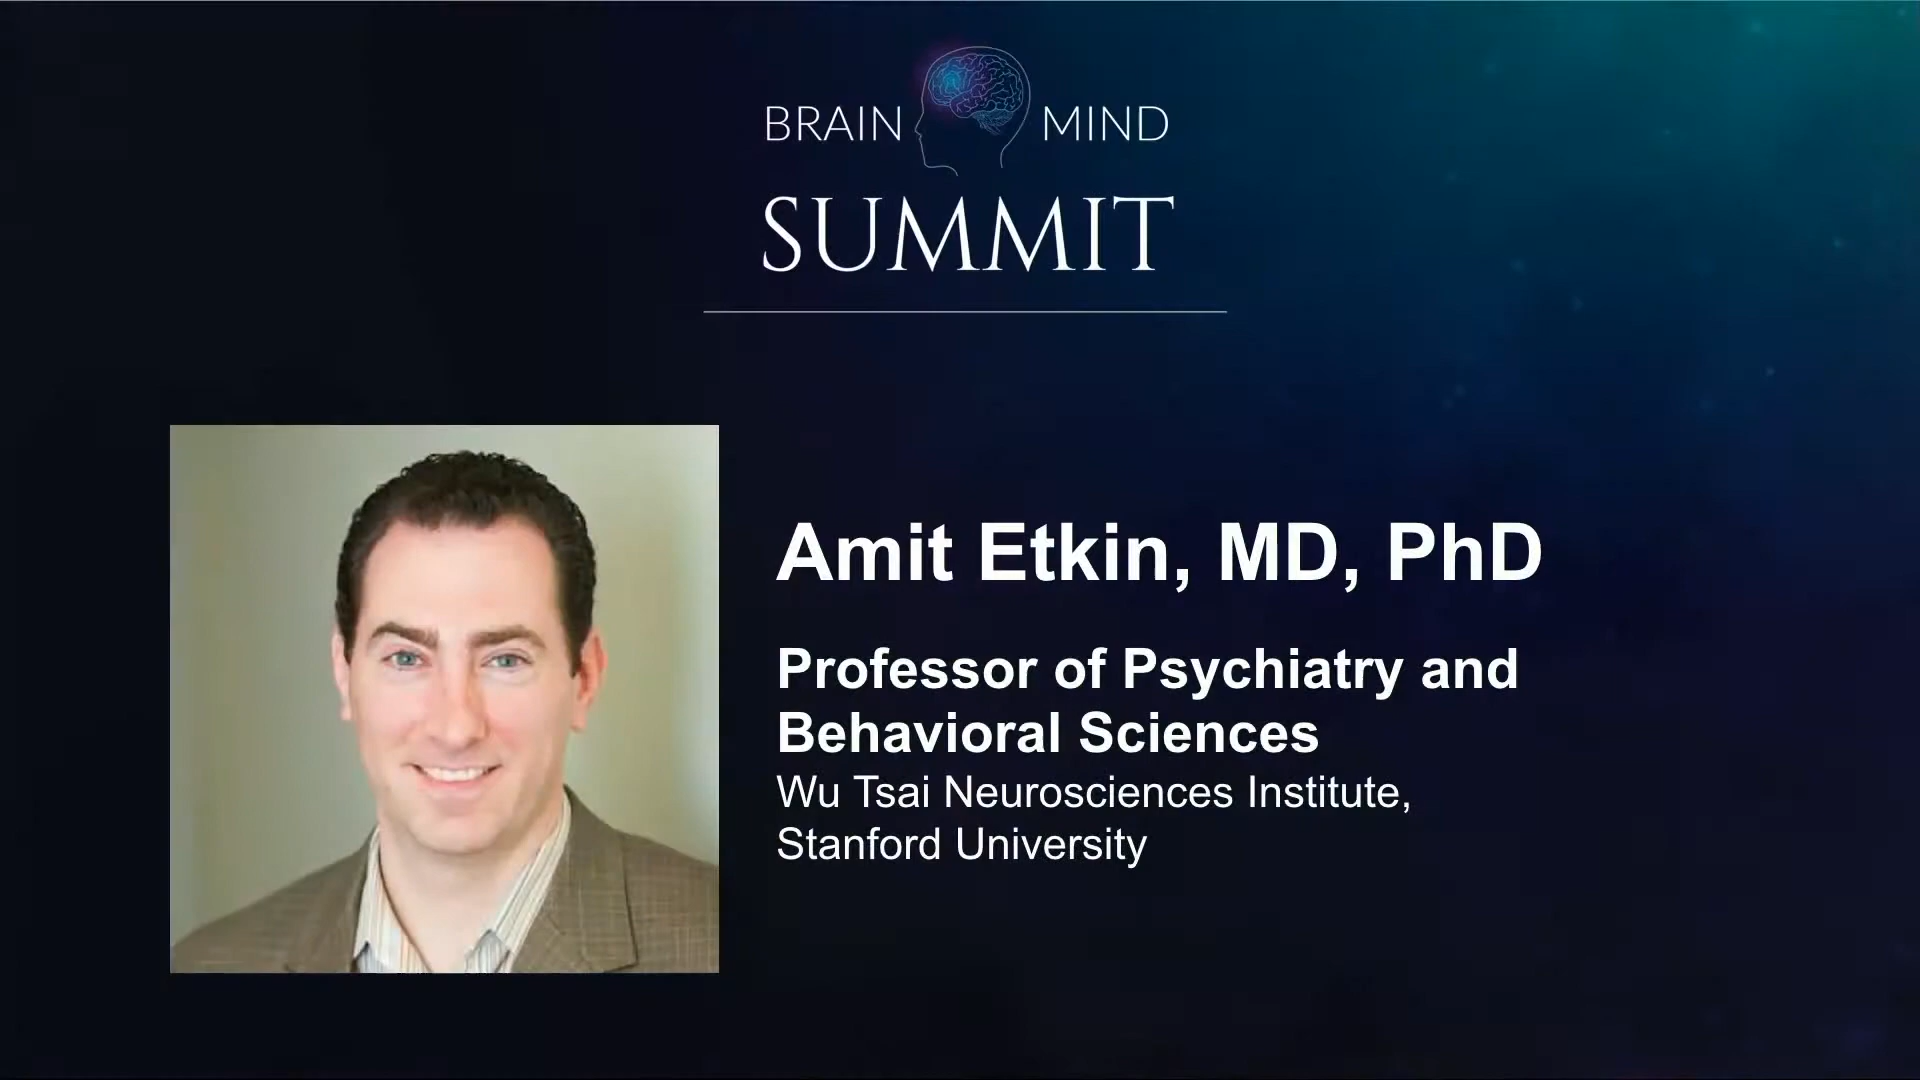 BRAIN MIND
SUMMIT
Amit Etkin, MD, PhD
Professor of Psychiatry and
Behavioral Sciences
Wu Tsai Neurosciences Institute,
Stanford University